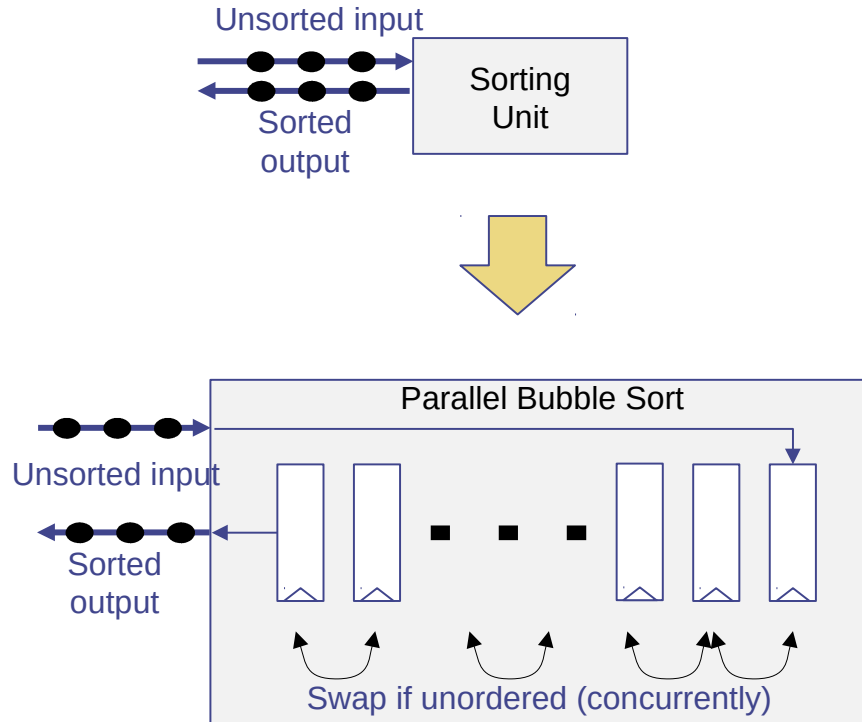 Unsorted input
Sorting
Unit
Sorted
output
Parallel Bubble Sort
Unsorted input
Sorted
output
Swap if unordered (concurrently)